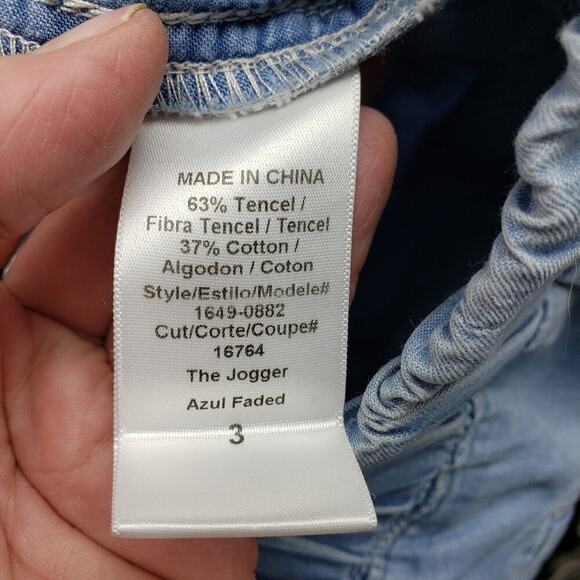 MADE IN CHINA
63% Tencel /
Fibra Tencel / Tencel
37% Cotton /
Algodon / Coton
Style/Estilo/Modele#
1649-0882
Cut/Corte/Coupe#
16764
The Jogger
Azul Faded
3